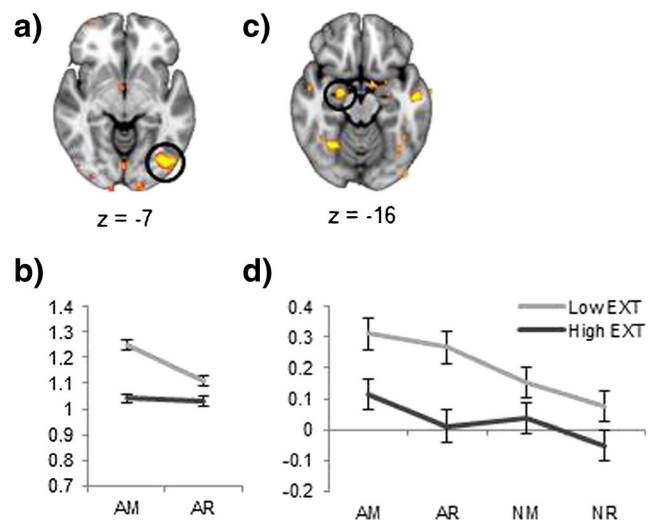 a)
c)
z = -7
z = -16
b)
d)
1.4
1.3
1.2
1.1
1
0.9
0.8
0.7
AM AR
0.4
0.3
0.2
0.1
0
-0.1
-0.2
Low EXT
High EXT
AM AR NM NR